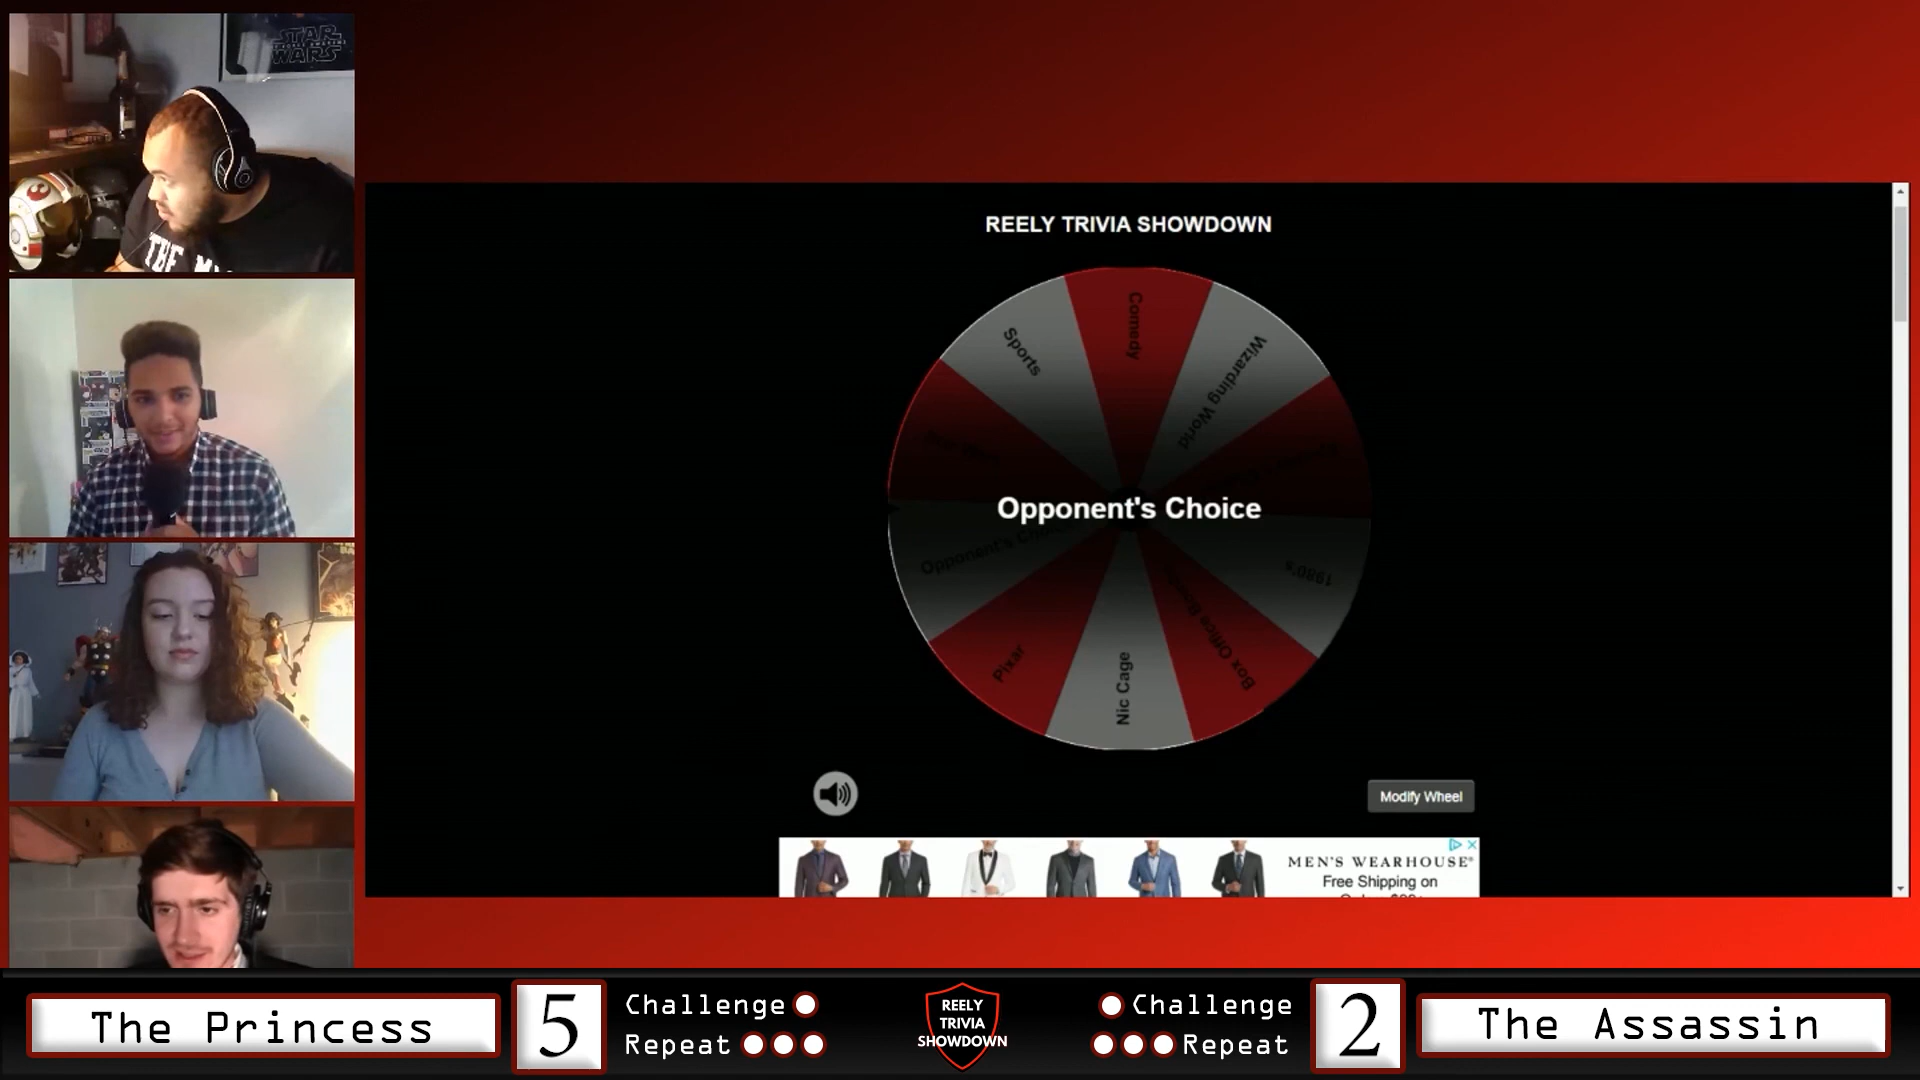 STAR
WARS
REELY TRIVIA SHOWDOWN
Comedy
Sports
Wizarding World
Opponent's Choice
Opponent's
1980's
Box Office
Pixar
Nic Cage
Modify Wheel
MEN'S WEARHOUSE®
Free Shipping on
The Princess
5
Challenge
Repeat
REELY
TRIVIA
SHOWDOWN
Challenge
Repeat
2
The Assassin